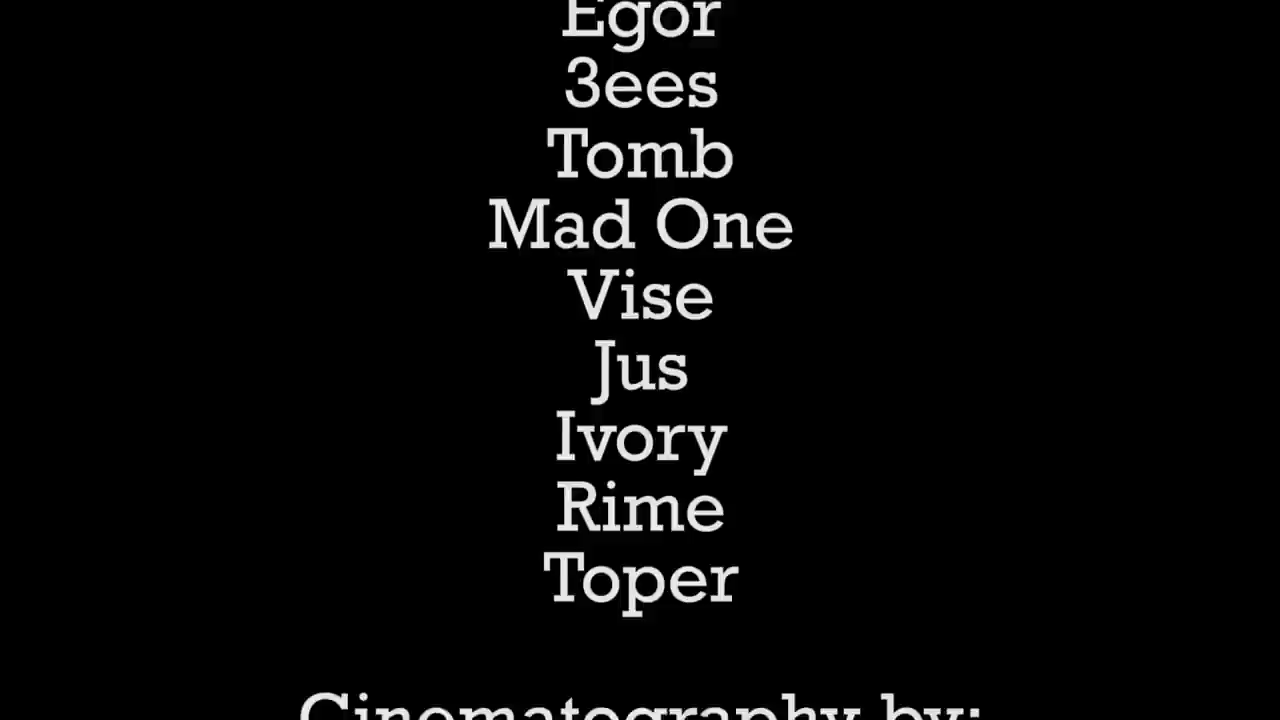 Egor
3ees
Tomb
Mad One
Vise
Jus
Ivory
Rime
Toper
Cinematography by: